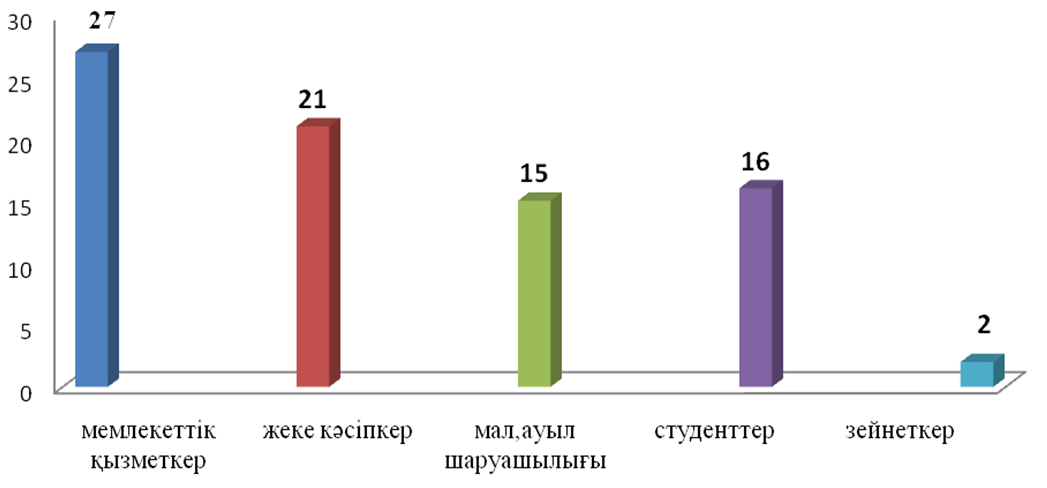 30
25
20
15
10
5
0
27
21
15
16
2
мемлекеттік
қызметкер
жеке кәсіпкер
мал,ауыл
шаруашылығы
студенттер
зейнеткер